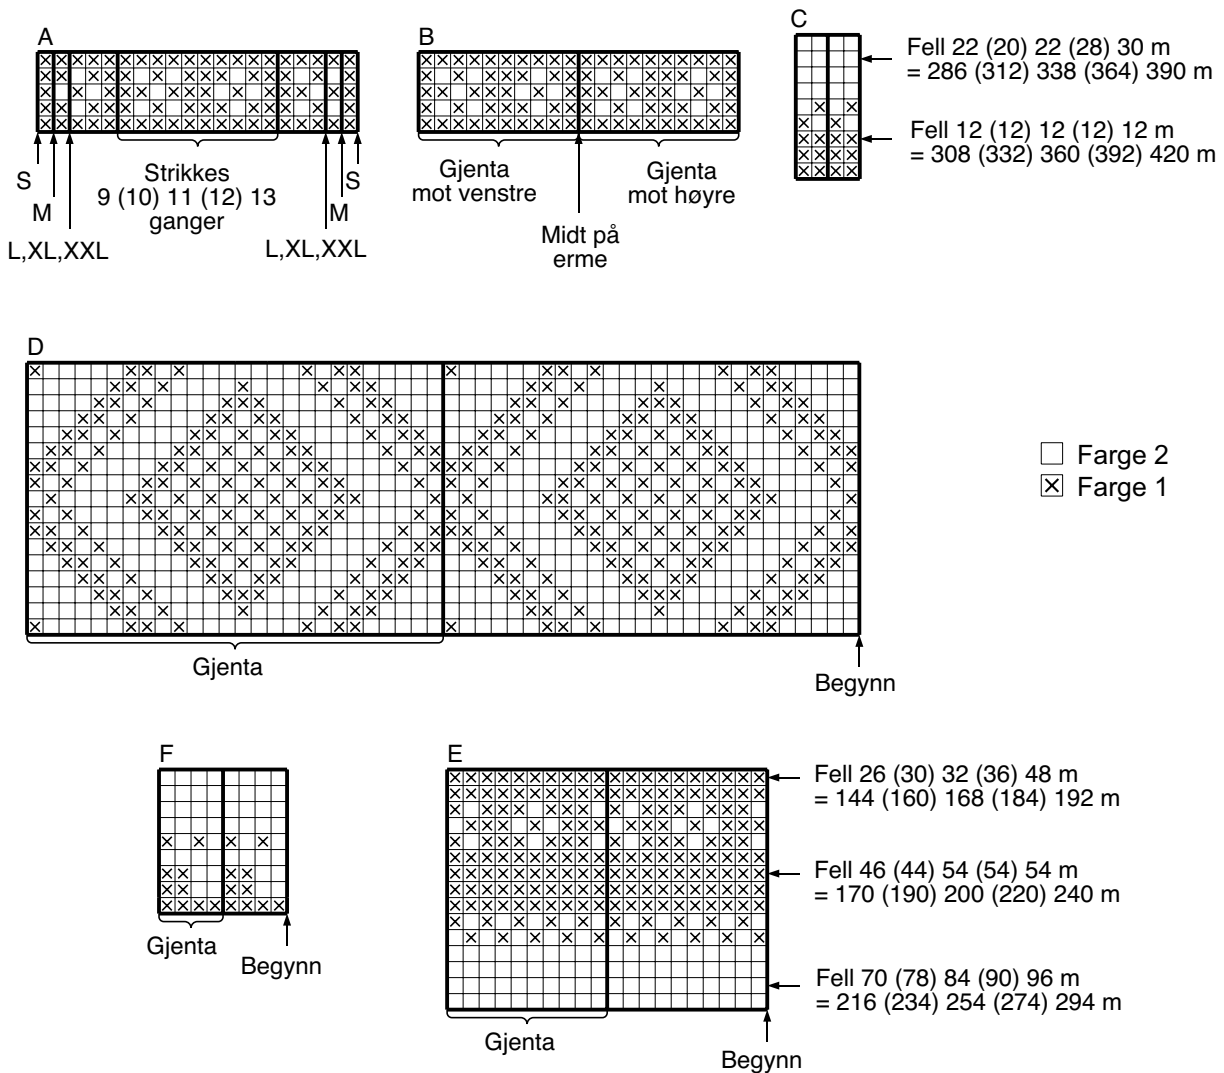 A
S
M
L,XL,XXL
Strikkes
9 (10) 11 (12) 13
ganger
S
M
L,XL,XXL
B
Gjenta
mot venstre
Midt på
erme
Gjenta
mot høyre
C
Fell 22 (20) 22 (28) 30 m
= 286 (312) 338 (364) 390 m
Fell 12 (12) 12 (12) 12 m
= 308 (332) 360 (392) 420 m
D
Gjenta
Begynn
Farge 2
Farge 1
F
Gjenta
Begynn
E
Gjenta
Begynn
Fell 26 (30) 32 (36) 48 m
= 144 (160) 168 (184) 192 m
Fell 46 (44) 54 (54) 54 m
= 170 (190) 200 (220) 240 m
Fell 70 (78) 84 (90) 96 m
= 216 (234) 254 (274) 294 m